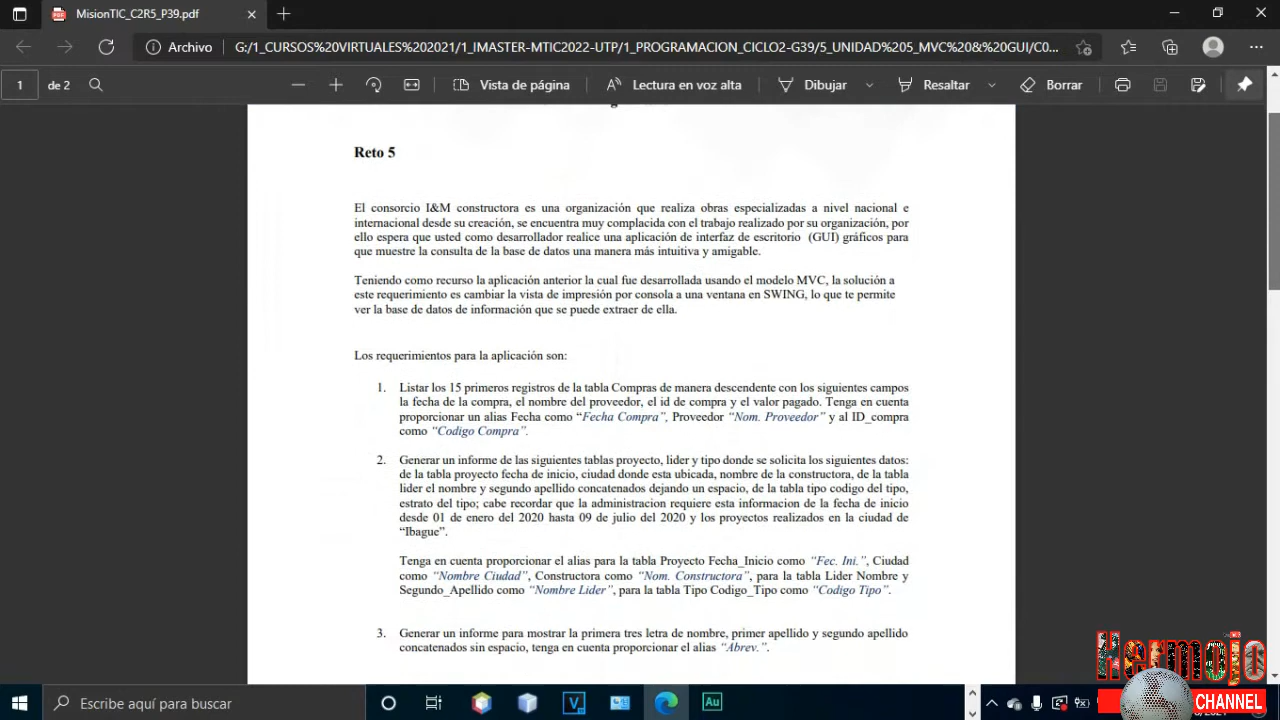 MisionTIC_C2R5_P39.pdf
Archivo
G:/1_CURSOS%20VIRTUALES%202021/1_IMASTER-MTIC2022-UTP/1_PROGRAMACION_CICLO2-G39/5_UNIDAD%205_MVC%20&%20GUI/C0...
1
de 2
Vista de página
Lectura en voz alta
Dibujar
Resaltar
Borrar
Reto 5
El consorcio I&M constructora es una organización que realiza obras especializadas a nivel nacional e
internacional desde su creación, se encuentra muy complacida con el trabajo realizado por su organización, por
ello espera que usted como desarrollador realice una aplicación de interfaz de escritorio (GUI) gráficos para
que muestre la consulta de la base de datos una manera más intuitiva y amigable.
Teniendo como recurso la aplicación anterior la cual fue desarrollada usando el modelo MVC, la solución a
este requerimiento es cambiar la vista de impresión por consola a una ventana en SWING, lo que te permite
ver la base de datos de información que se puede extraer de ella.
Los requerimientos para la aplicación son:
1. Listar los 15 primeros registros de la tabla Compras de manera descendente con los siguientes campos
la fecha de la compra, el nombre del proveedor, el id de compra y el valor pagado. Tenga en cuenta
proporcionar un alias Fecha como “Fecha Compra”, Proveedor “Nom. Proveedor” y al ID_compra
como “Codigo Compra”.
2. Generar un informe de las siguientes tablas proyecto, lider y tipo donde se solicita los siguientes datos:
de la tabla proyecto fecha de inicio, ciudad donde esta ubicada, nombre de la constructora, de la tabla
lider el nombre y segundo apellido concatenados dejando un espacio, de la tabla tipo codigo del tipo,
estrato del tipo; cabe recordar que la administracion requiere esta informacion de la fecha de inicio
desde 01 de enero del 2020 hasta 09 de julio del 2020 y los proyectos realizados en la ciudad de
“Ibague”.
Tenga en cuenta proporcionar el alias para la tabla Proyecto Fecha_Inicio como “Fec. Ini.”, Ciudad
como “Nombre Ciudad”, Constructora como “Nom. Constructora”, para la tabla Lider Nombre y
Segundo_Apellido como “Nombre Lider”, para la tabla Tipo Codigo_Tipo como “Codigo Tipo”.
3. Generar un informe para mostrar la primera tres letra de nombre, primer apellido y segundo apellido
concatenados sin espacio, tenga en cuenta proporcionar el alias “Abrev.”.
Hermojo
CHANNEL
Escribe aquí para buscar
Au